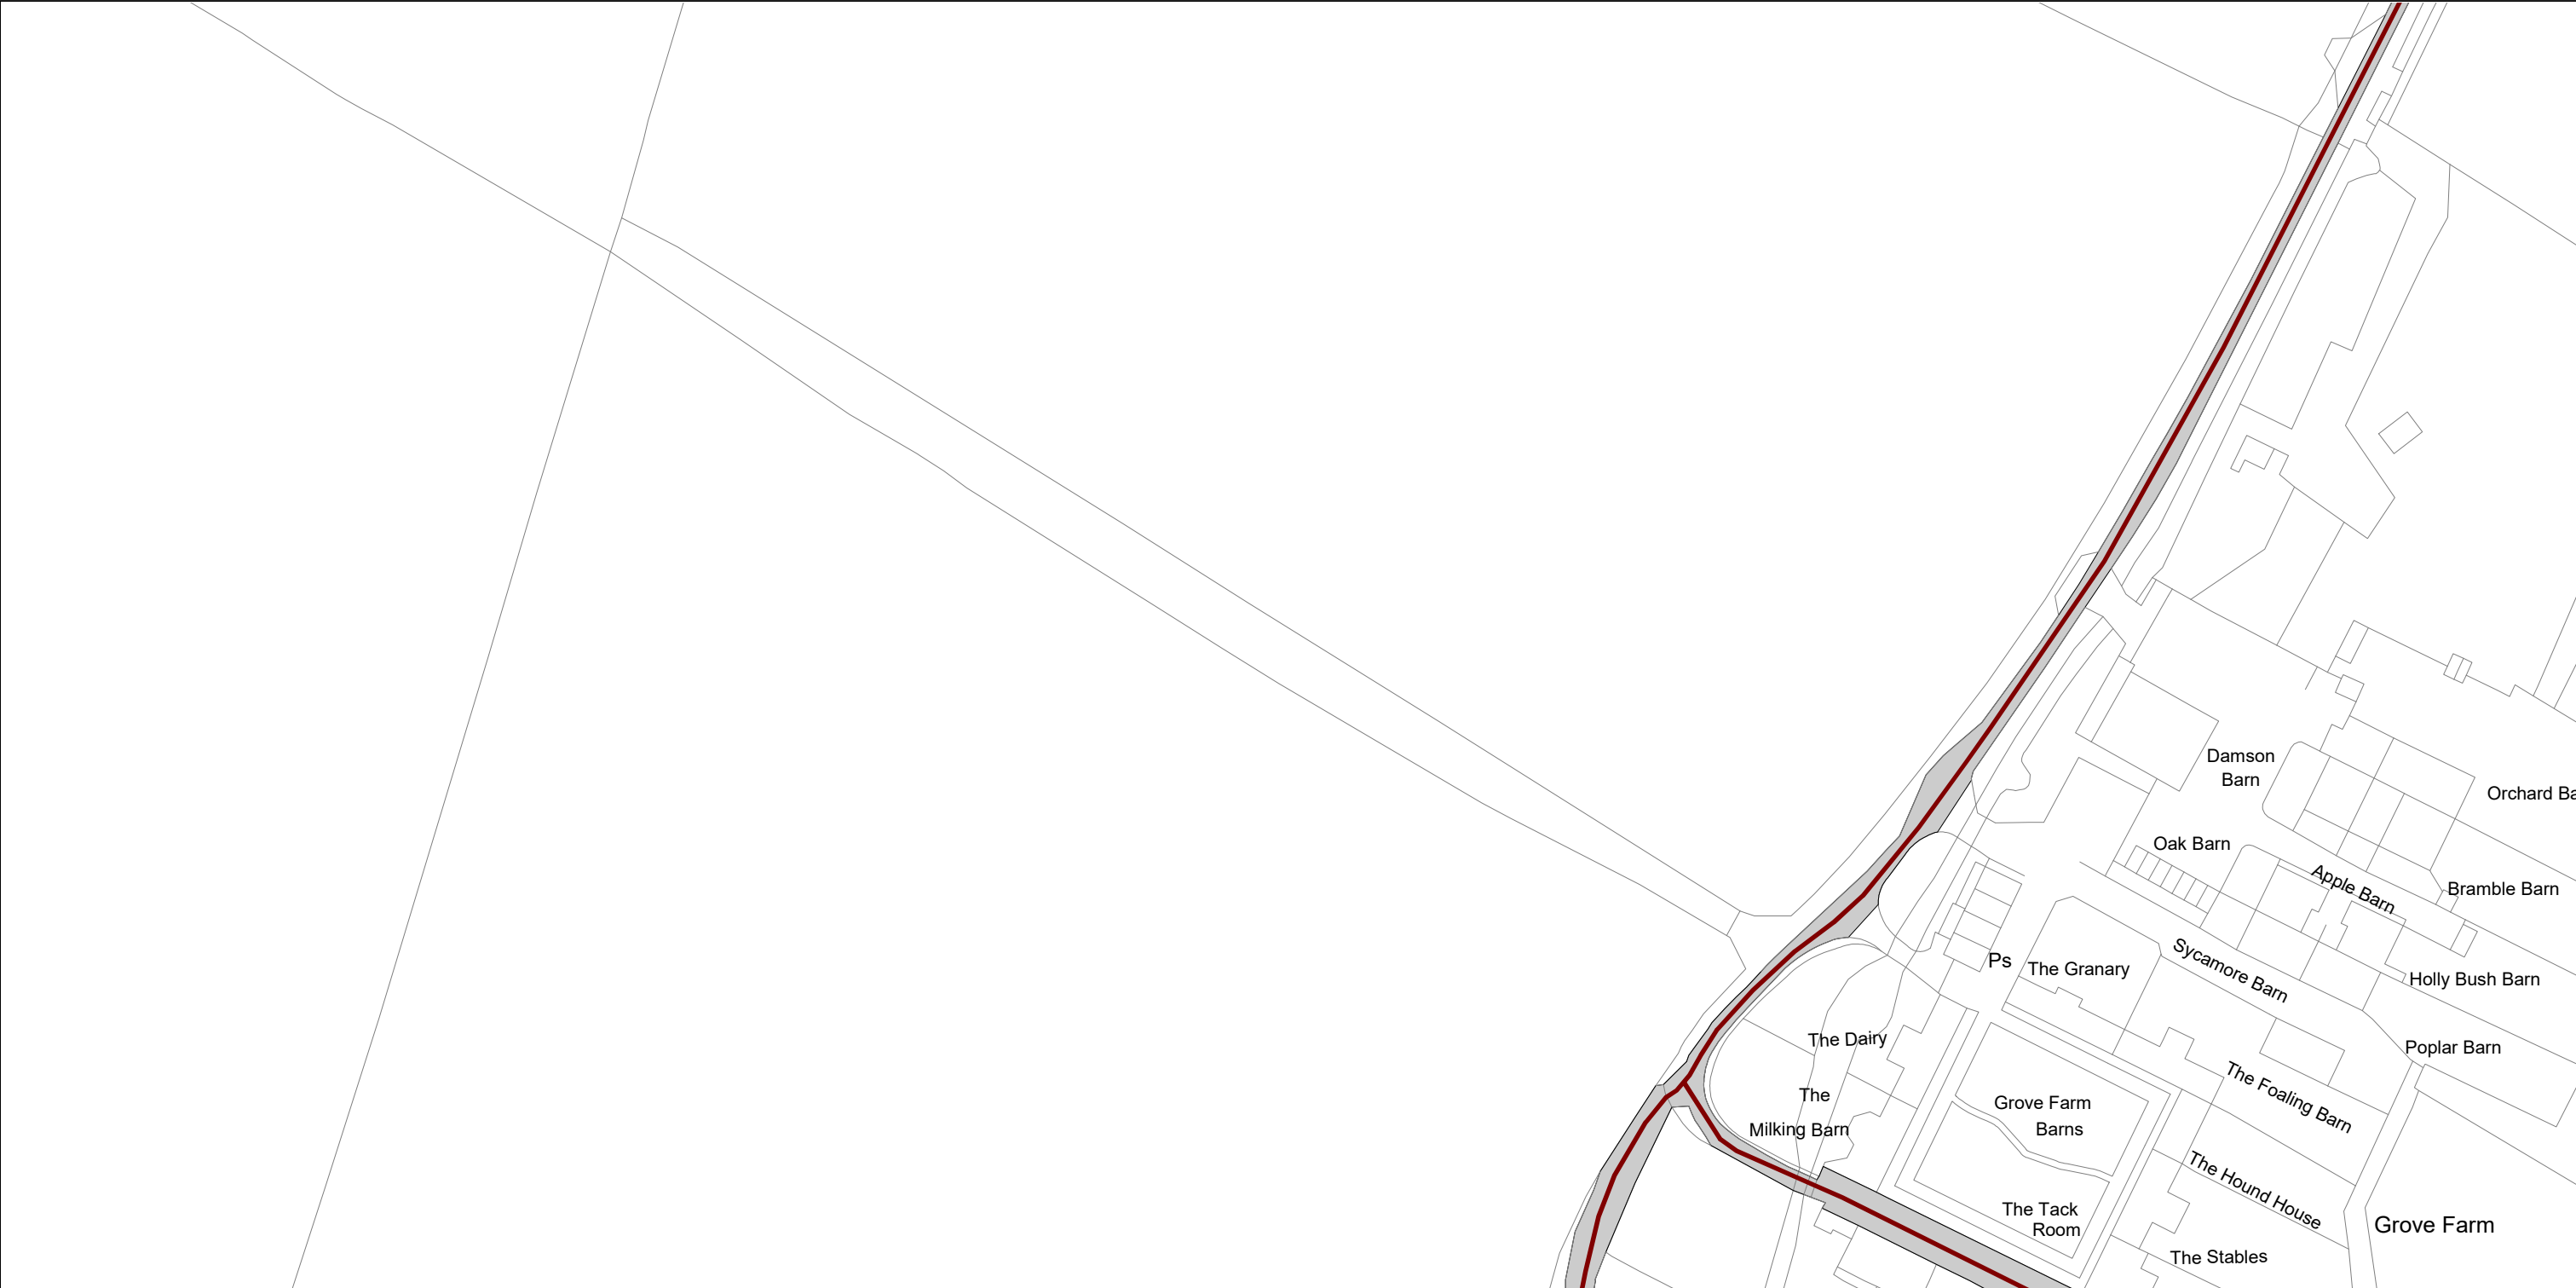 Damson
Barn
Orchard Ba
Oak Barn
Apple Barn
Bramble Barn
Sycamore Barn
Ps
The Granary
Holly Bush Barn
The Dairy
Poplar Barn
The Foaling Barn
The
Milking Barn
Grove Farm
Barns
The Hound House
The Tack
Room
Grove Farm
The Stables